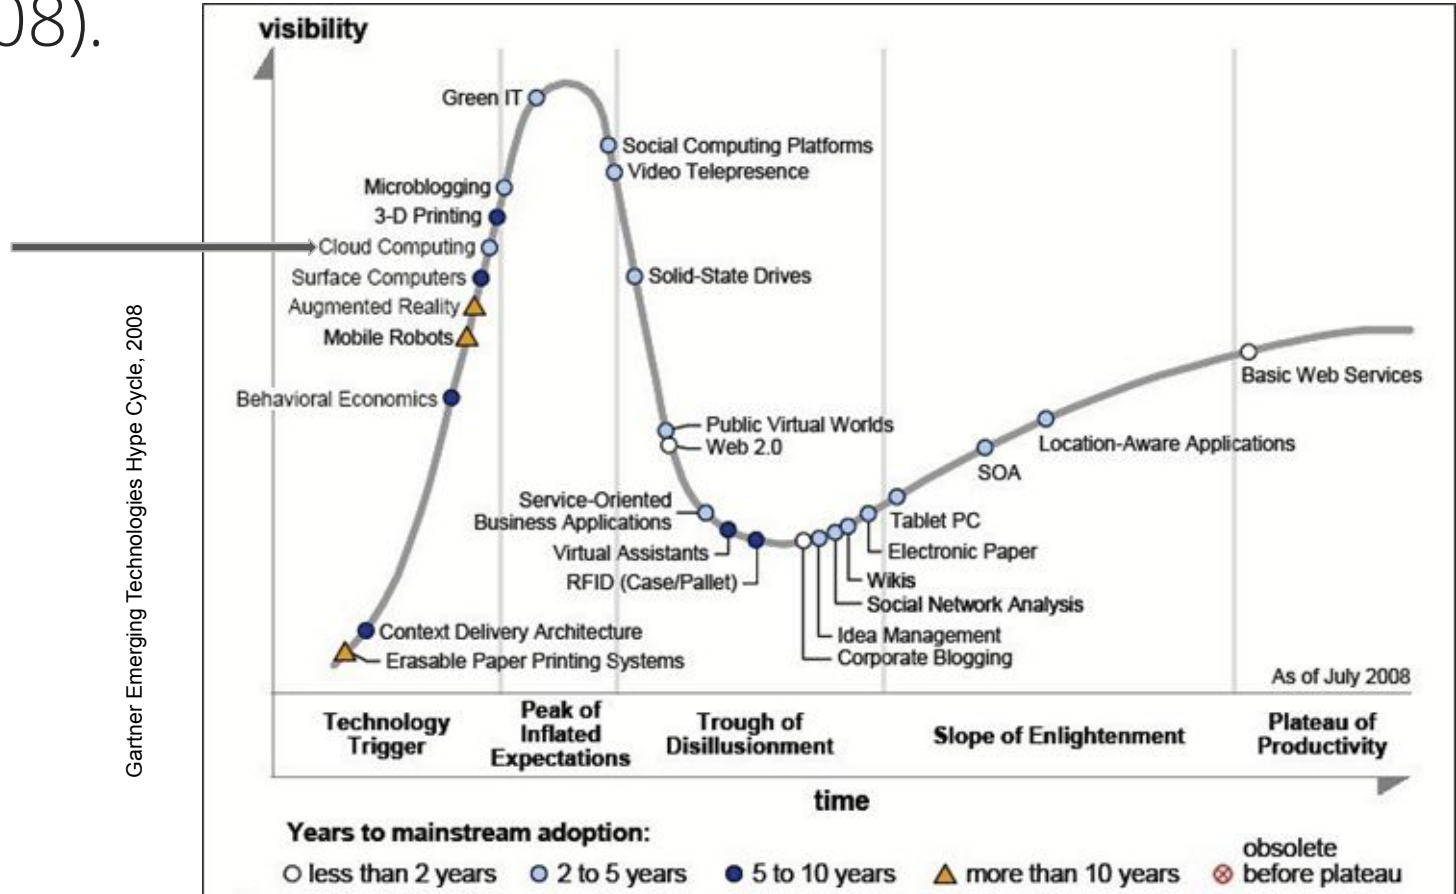 08).
Gartner Emerging Technologies Hype Cycle, 2008
visibility
Green IT
Social Computing Platforms
Video Telepresence
Microblogging
3-D Printing
Cloud Computing
Surface Computers
Solid-State Drives
Augmented Reality
Mobile Robots
Behavioral Economics
Basic Web Services
Public Virtual Worlds
Web 2.0
Location-Aware Applications
SOA
Service-Oriented
Business Applications
Virtual Assistants
RFID (Case/Pallet)
Tablet PC
Electronic Paper
Wikis
Social Network Analysis
Idea Management
Corporate Blogging
Context Delivery Architecture
Erasable Paper Printing Systems
As of July 2008
Technology
Trigger
Peak of
Inflated
Expectations
Trough of
Disillusionment
Slope of Enlightenment
Plateau of
Productivity
time
Years to mainstream adoption:
less than 2 years
2 to 5 years
5 to 10 years
more than 10 years
obsolete
before plateau